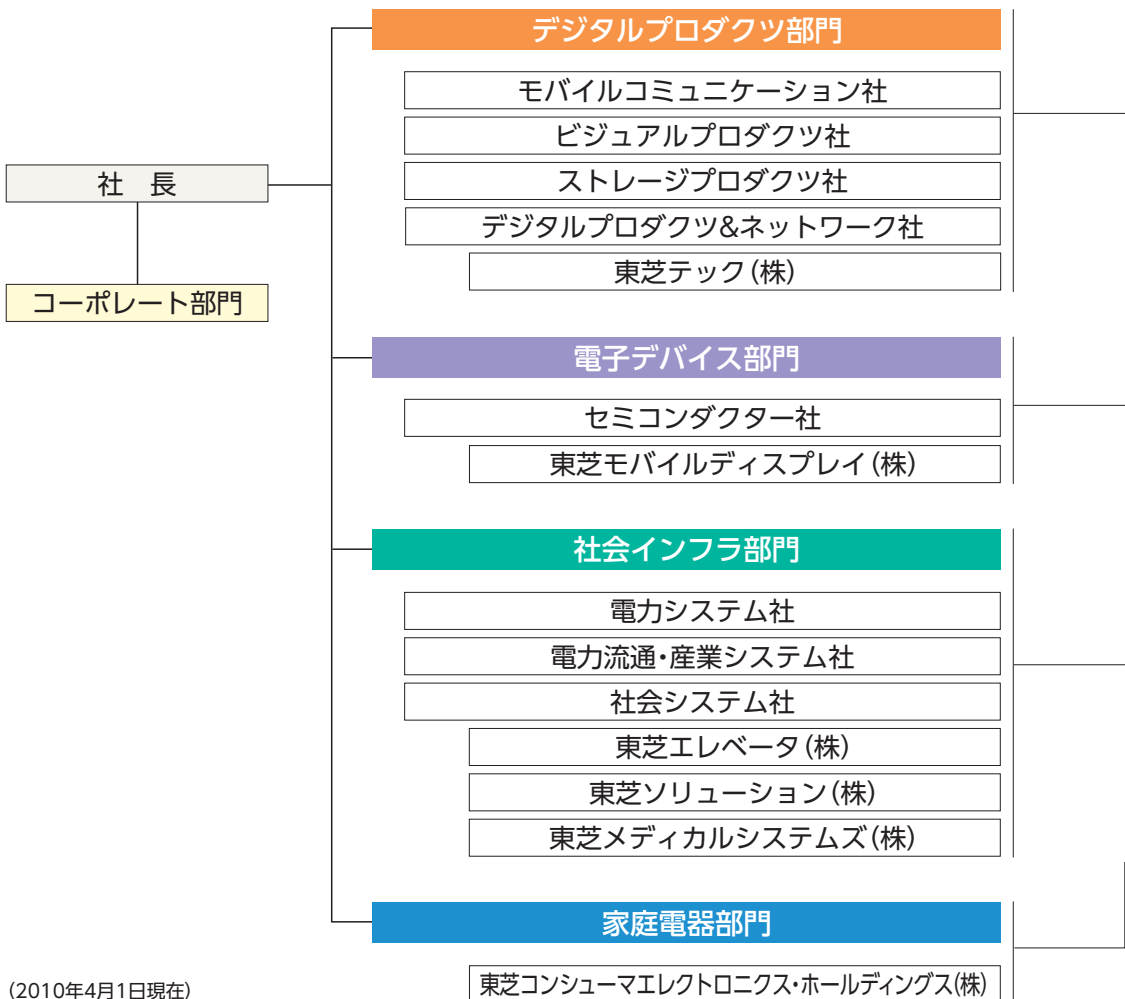 社　長
コーポレート部門
デジタルプロダクツ部門
モバイルコミュニケーション社
ビジュアルプロダクツ社
ストレージプロダクツ社
デジタルプロダクツ&ネットワーク社
東芝テック(株)
電子デバイス部門
セミコンダクター社
東芝モバイルディスプレイ(株)
社会インフラ部門
電力システム社
電力流通・産業システム社
社会システム社
東芝エレベータ(株)
東芝ソリューション(株)
東芝メディカルシステムズ(株)
家庭電器部門
東芝コンシューマエレクトロニクス・ホールディングス(株)
(2010年4月1日現在)